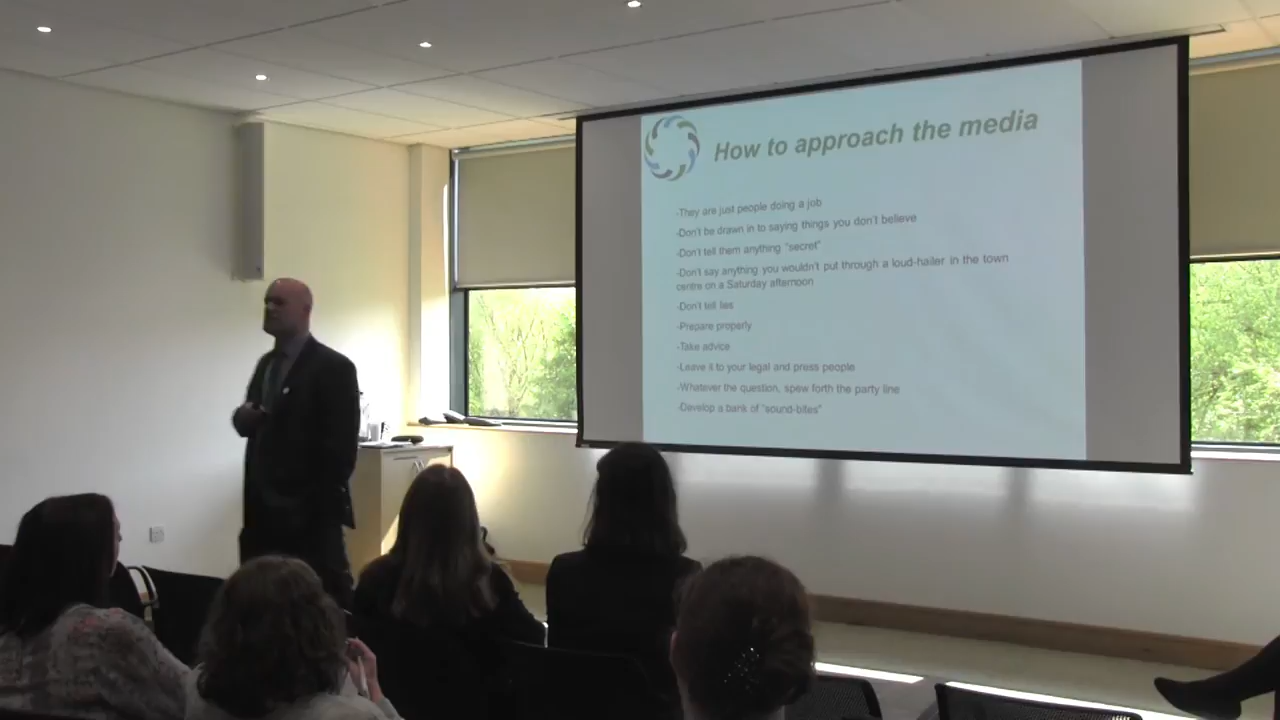 How to approach the media
-They are just people doing a job
-Don't be drawn in to saying things you don't believe
-Don't tell them anything "secret"
-Don't say anything you wouldn't put through a loud-hailer in the town
centre on a Saturday afternoon
-Don't tell lies
-Prepare properly
-Take advice
-Leave it to your legal and press people
-Whatever the question, spew forth the party line
-Develop a bank of "sound-bites"